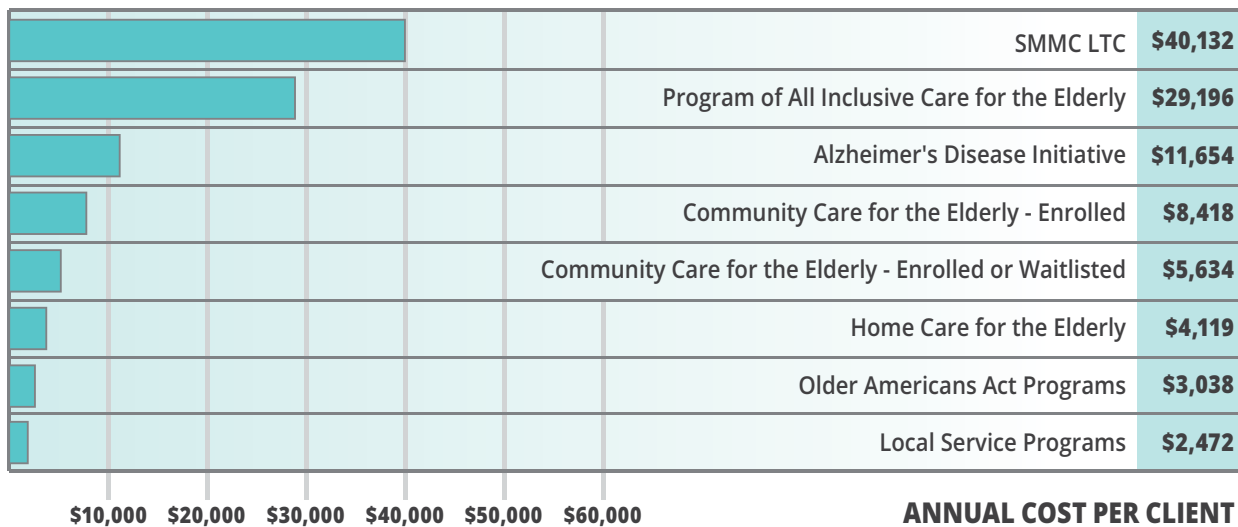 SMMC LTC $40,132
Program of All Inclusive Care for the Elderly $29,196
Alzheimer's Disease Initiative $11,654
Community Care for the Elderly - Enrolled $8,418
Community Care for the Elderly - Enrolled or Waitlisted $5,634
Home Care for the Elderly $4,119
Older Americans Act Programs $3,038
Local Service Programs $2,472
$10,000 $20,000 $30,000 $40,000 $50,000 $60,000 ANNUAL COST PER CLIENT